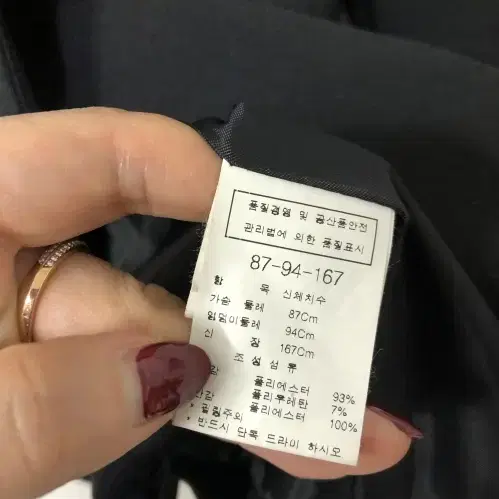 품질경영 및 공산품안전
관리법에 의한 품질표시
87-94-167
항 목 신체치수
가슴 둘레 87Cm
엉덩이둘레 94Cm
신 장 167Cm
조 성 섬 유
감 폴리에스터 93%
안감 폴리우레탄 7%
폴리에스터 100%
* 반드시 단독 드라이 하시오